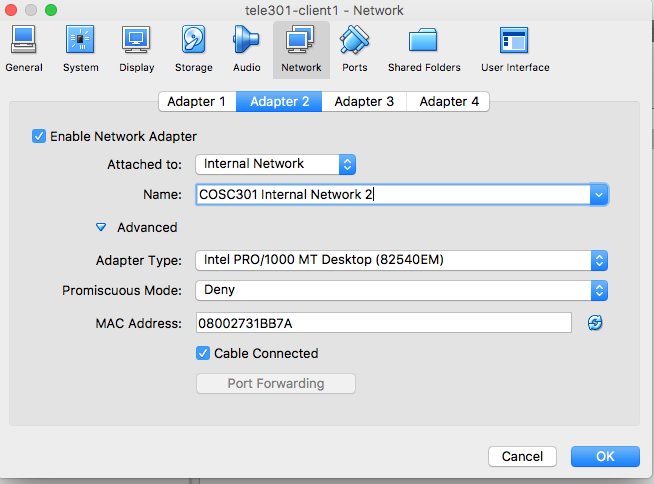 tele301-client1 - Network
General System Display Storage Audio Network Ports Shared Folders User Interface
Adapter 1 Adapter 2 Adapter 3 Adapter 4
Enable Network Adapter
Attached to: Internal Network
Name: COSC301 Internal Network 2
Advanced
Adapter Type: Intel PRO/1000 MT Desktop (82540EM)
Promiscuous Mode: Deny
MAC Address: 08002731BB7A
Cable Connected
Port Forwarding
Cancel OK